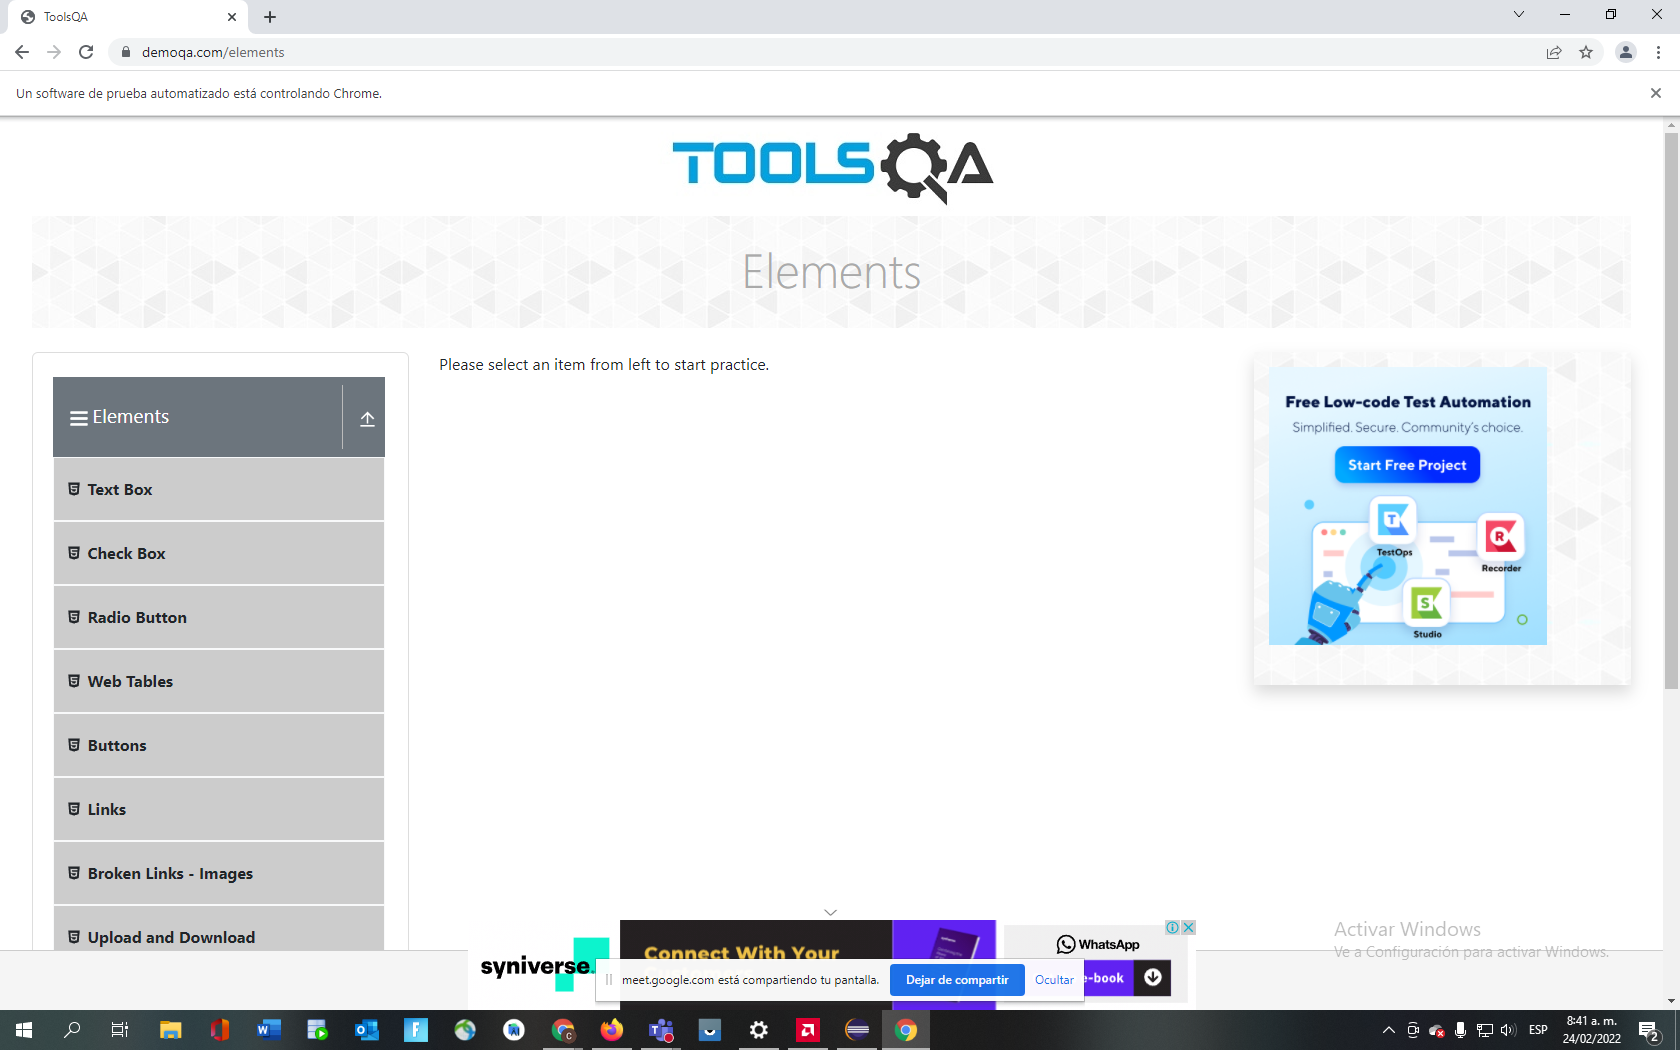 ToolsQA
demoqa.com/elements
Un software de prueba automatizado está controlando Chrome.
TOOLSQA
Elements
Elements
Text Box
Check Box
Radio Button
Web Tables
Buttons
Links
Broken Links - Images
Upload and Download
Please select an item from left to start practice.
Free Low-code Test Automation
Simplified. Secure. Community's choice.
Start Free Project
TestOps
Recorder
Studio
syniverse.
Connect With Your
WhatsApp
e-book
meet.google.com está compartiendo tu pantalla.
Dejar de compartir
Ocultar
Activar Windows
Ve a Configuración para activar Windows.
ESP
8:41 a. m.
24/02/2022
2